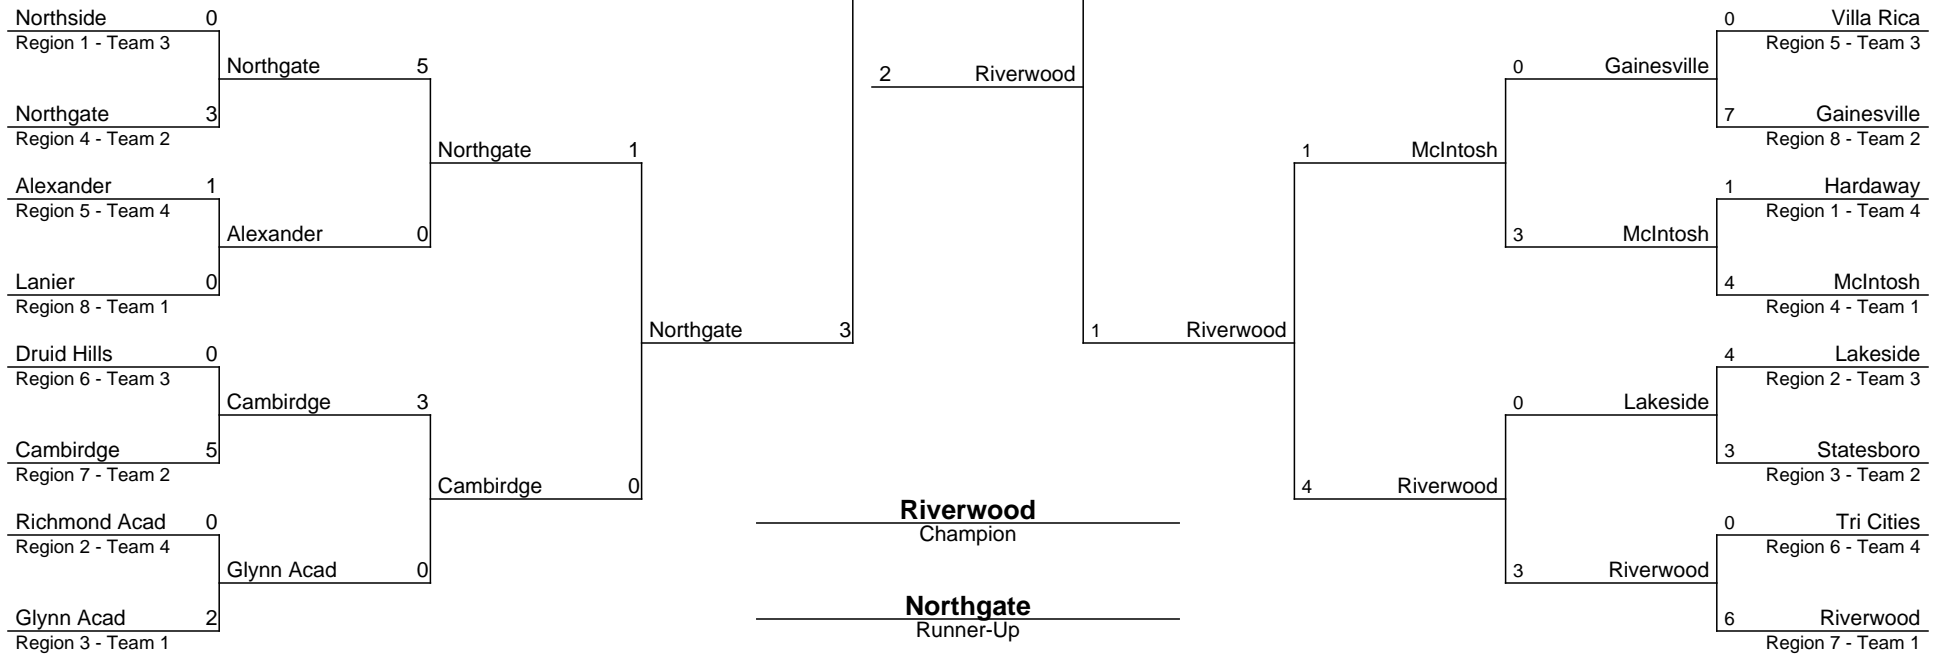 Northside 0
Region 1 - Team 3
Northgate 5
Northgate 3
Region 4 - Team 2
Northgate 1
Alexander 1
Region 5 - Team 4
Alexander 0
Lanier 0
Region 8 - Team 1
Northgate 3
Druid Hills 0
Region 6 - Team 3
Cambirdge 3
Cambirdge 5
Region 7 - Team 2
Cambirdge 0
Richmond Acad 0
Region 2 - Team 4
Glynn Acad 0
Glynn Acad 2
Region 3 - Team 1
2 Riverwood
Riverwood
Champion
Northgate
Runner-Up
0 Villa Rica
Region 5 - Team 3
0 Gainesville
7 Gainesville
Region 8 - Team 2
1 McIntosh
1 Hardaway
Region 1 - Team 4
3 McIntosh
4 McIntosh
Region 4 - Team 1
1 Riverwood
4 Lakeside
Region 2 - Team 3
0 Lakeside
3 Statesboro
Region 3 - Team 2
4 Riverwood
0 Tri Cities
Region 6 - Team 4
3 Riverwood
6 Riverwood
Region 7 - Team 1